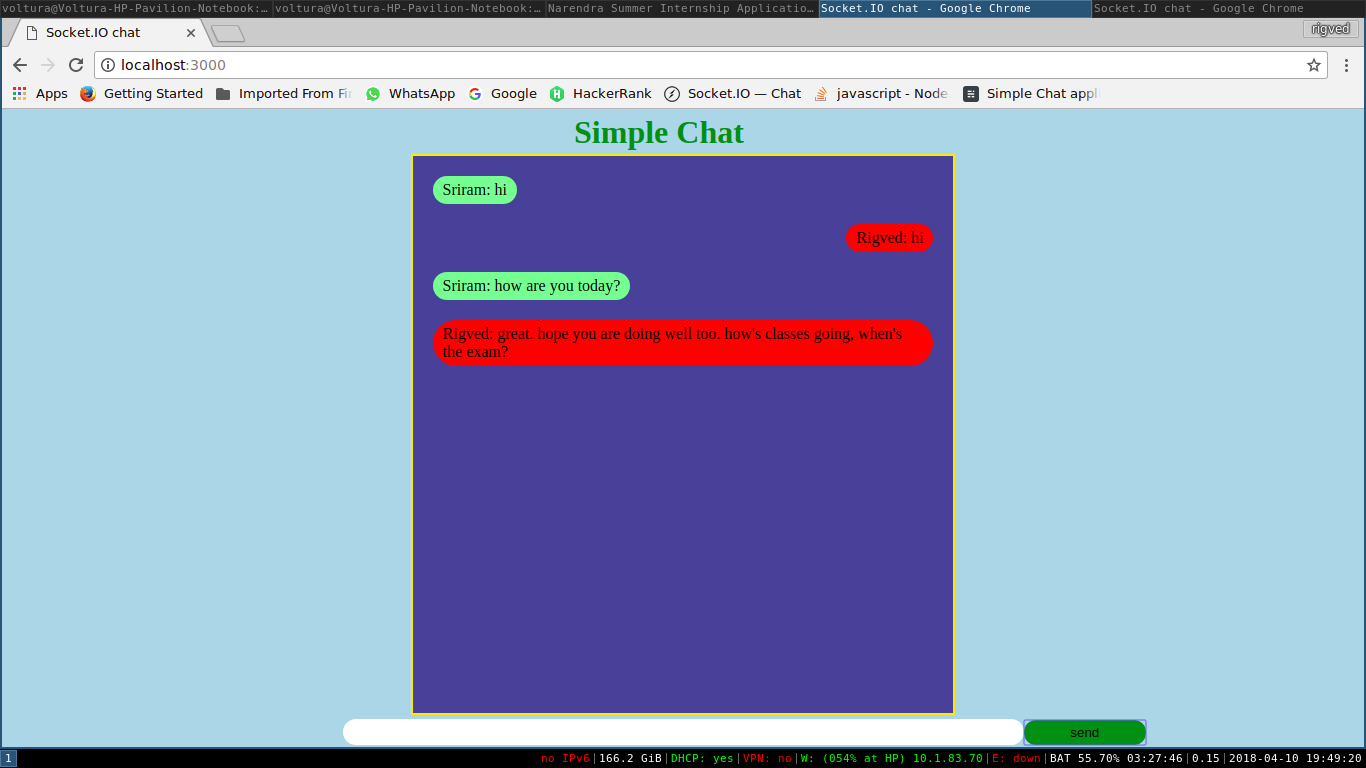 voltura@Voltura-HP-Pavilion-Notebook:… voltura@Voltura-HP-Pavilion-Notebook:… Narendra Summer Internship Applicatio… Socket.IO chat - Google Chrome Socket.IO chat - Google Chrome
Socket.IO chat rigved
localhost:3000
Apps Getting Started Imported From Fi WhatsApp Google HackerRank Socket.IO — Chat javascript - Node Simple Chat appl
Simple Chat
Sriram: hi
Rigved: hi
Sriram: how are you today?
Rigved: great. hope you are doing well too. how's classes going, when's
the exam?
send
1 no IPv6|166.2 GiB|DHCP: yes|VPN: no|W: (054% at HP) 10.1.83.70|E: down|BAT 55.70% 03:27:46|0.15|2018-04-10 19:49:20